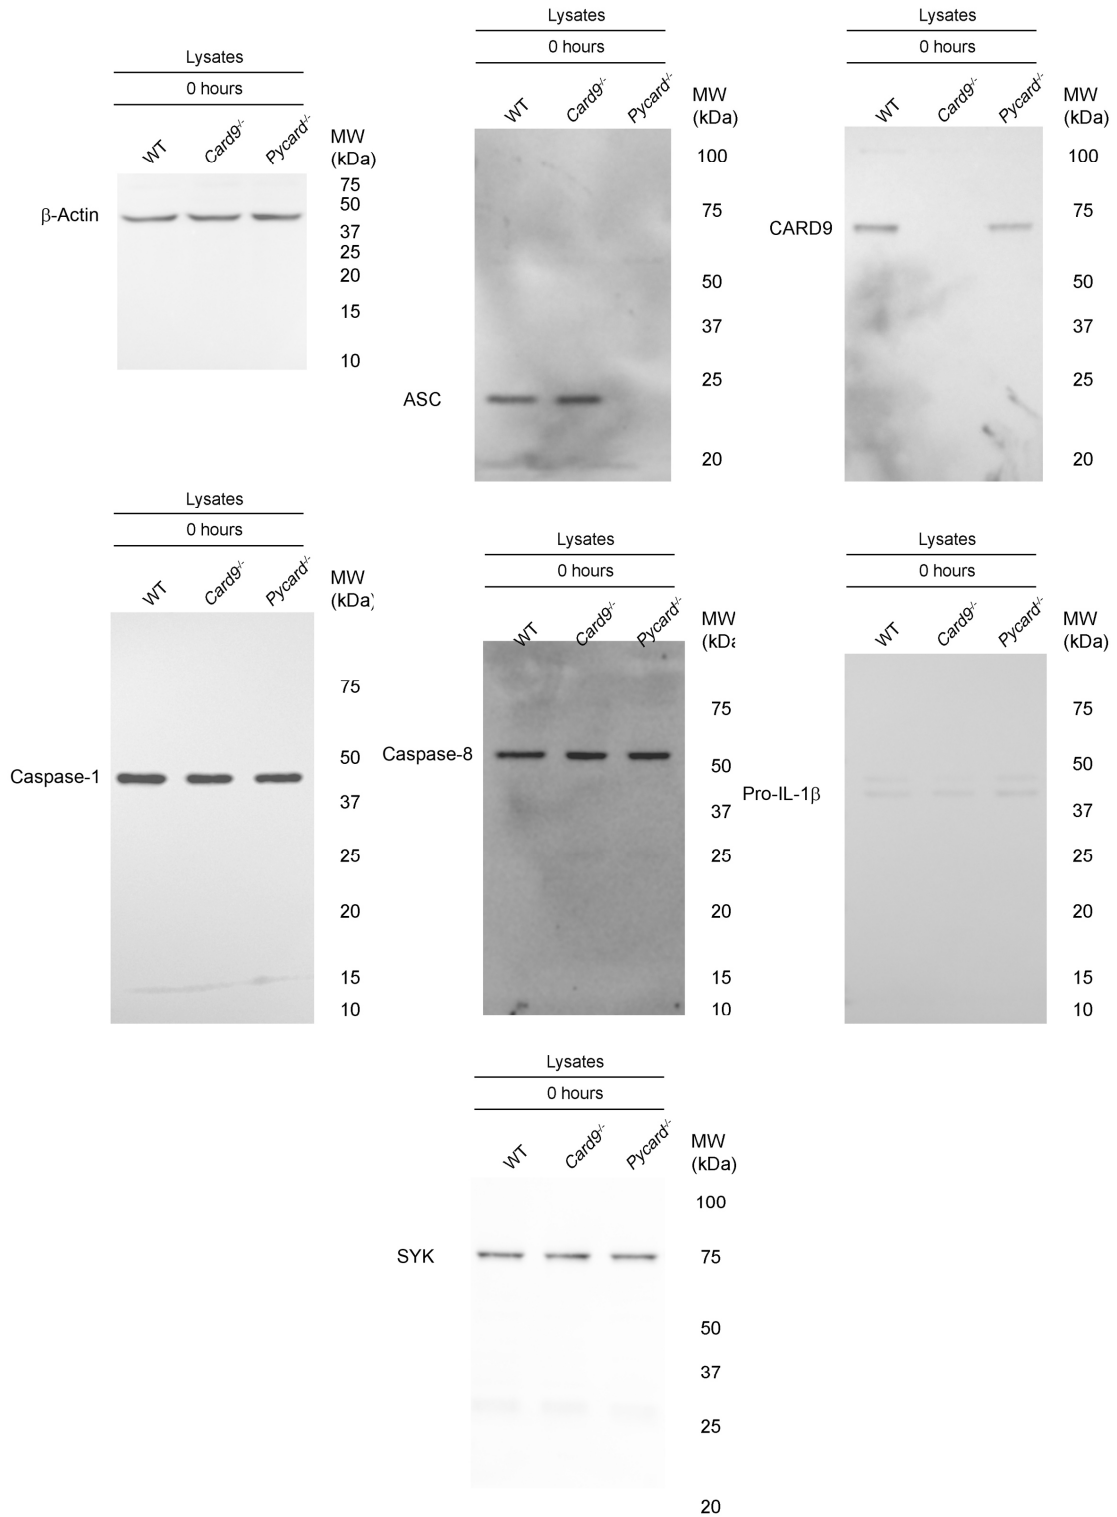 Lysates
0 hours
WT
Card9-/-
Pycard-/-
MW
(kDa)
β-Actin
75
50
37
25
20
15
10
Lysates
0 hours
WT
Card9-/-
Pycard-/-
MW
(kDa)
ASC
100
75
50
37
25
20
Lysates
0 hours
WT
Card9-/-
Pycard-/-
MW
(kDa)
CARD9
100
75
50
37
25
20
Lysates
0 hours
WT
Card9-/-
Pycard-/-
MW
(kDa)
Caspase-1
75
50
37
25
20
15
10
Lysates
0 hours
WT
Card9-/-
Pycard-/-
MW
(kDa
Caspase-8
75
50
37
25
20
15
10
Lysates
0 hours
WT
Card9-/-
Pycard-/-
MW
(kDa)
Pro-IL-1β
75
50
37
25
20
15
10
Lysates
0 hours
WT
Card9-/-
Pycard-/-
MW
(kDa)
SYK
100
75
50
37
25
20